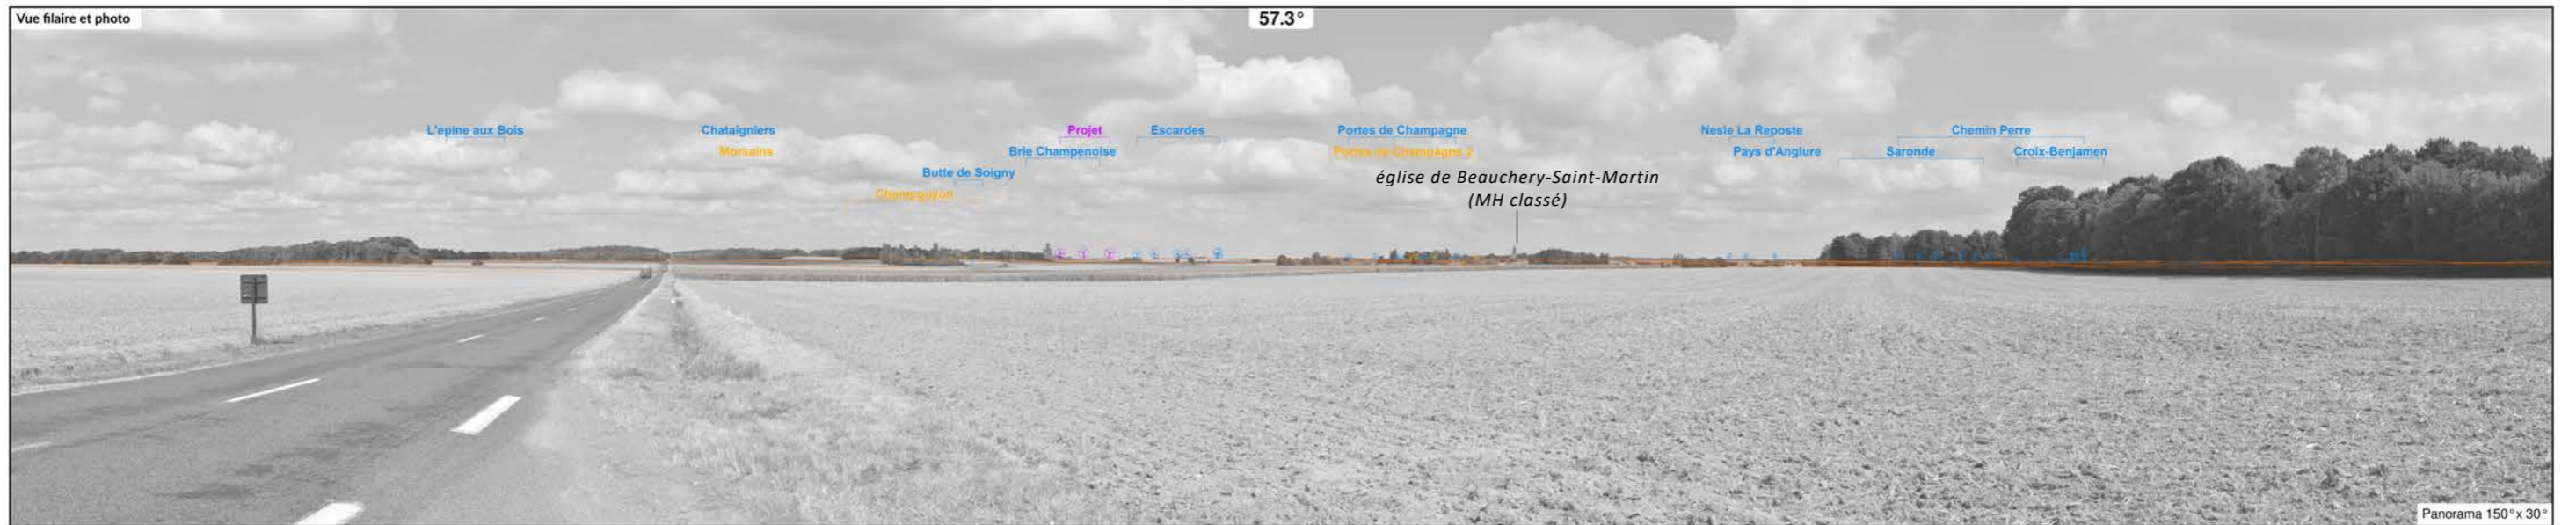 Vue filaire et photo
57.3°
L'epine aux Bois
Chataigniers
Projet
Escardes
Portes de Champagne
Nesle La Reposte
Chemin Perre
Morsains
Brie Champenoise
Portes de Champagne 2
Pays d'Anglure
Saronde
Croix-Benjamen
Butte de Soigny
église de Beauchery-Saint-Martin
(MH classé)
Champguyon
Panorama 150°x 30°